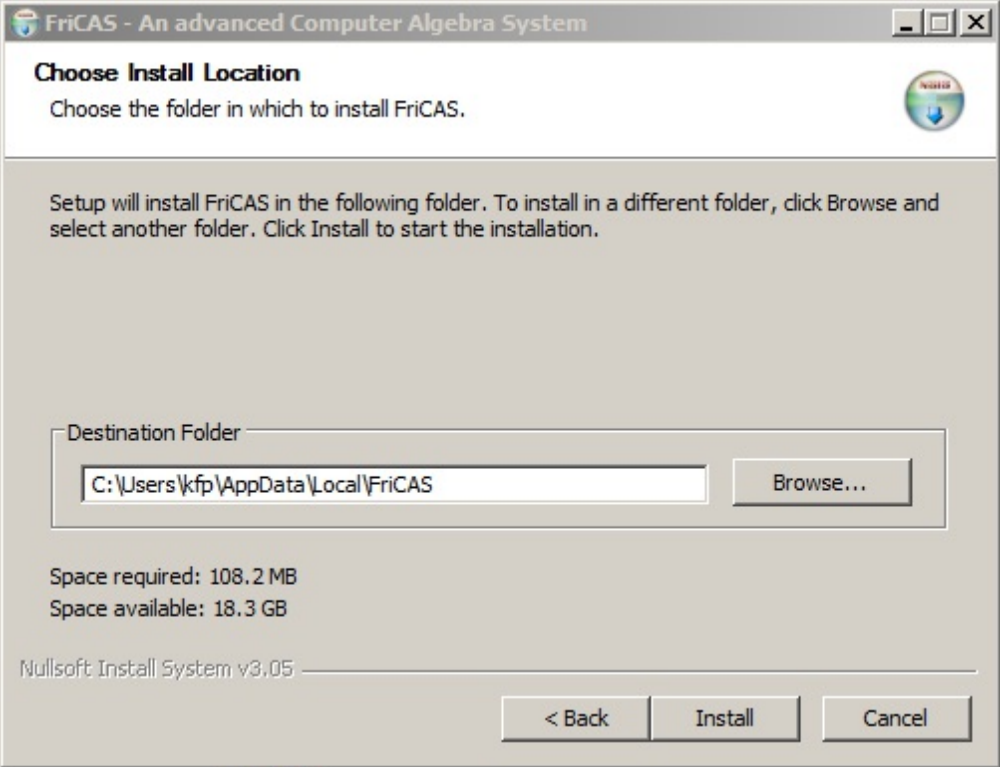 FriCAS - An advanced Computer Algebra System
Choose Install Location
Choose the folder in which to install FriCAS.
Setup will install FriCAS in the following folder. To install in a different folder, click Browse and
select another folder. Click Install to start the installation.
Destination Folder
C:\Users\kfp\AppData\Local\FriCAS
Browse...
Space required: 108.2 MB
Space available: 18.3 GB
Nullsoft Install System v3.05
< Back
Install
Cancel